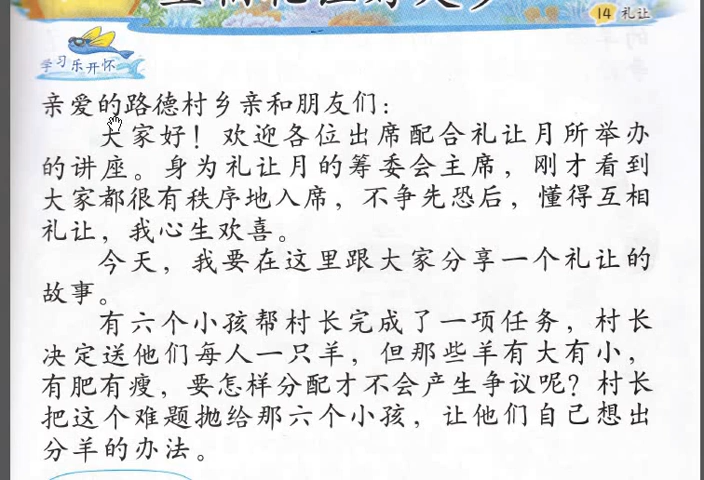 14 礼让
学习乐开怀
亲爱的路德村乡亲和朋友们：
大家好！欢迎各位出席配合礼让月所举办
的讲座。身为礼让月的筹委会主席，刚才看到
大家都很有秩序地入席，不争先恐后，懂得互相
礼让，我心生欢喜。
今天，我要在这里跟大家分享一个礼让的
故事。
有六个小孩帮村长完成了一项任务，村长
决定送他们每人一只羊，但那些羊有大有小，
有肥有瘦，要怎样分配才不会产生争议呢？村长
把这个难题抛给那六个小孩，让他们自己想出
分羊的办法。